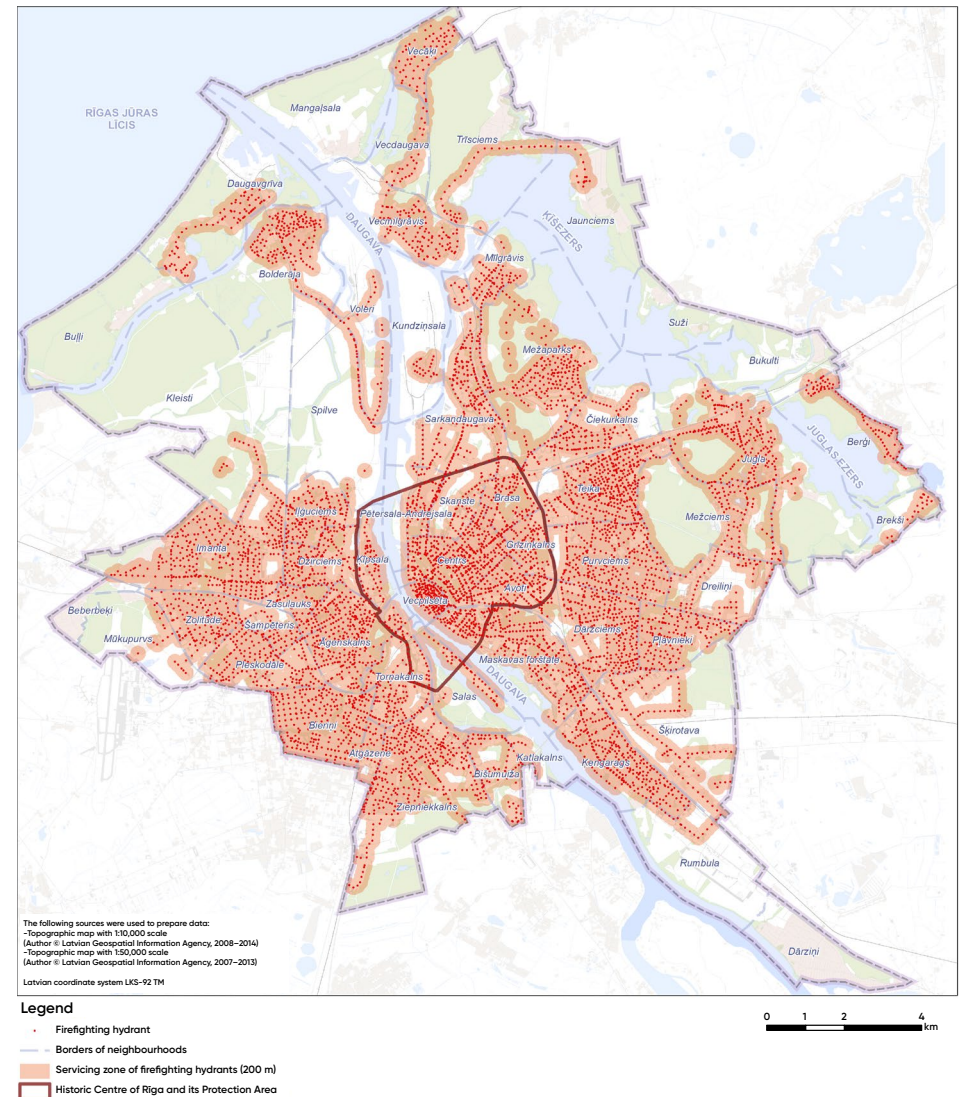 Vecāķi
RĪGAS JŪRAS
LĪCIS
Mangaļsala
Vecdaugava
Trīsciems
Daugavgrīva
Vecmīlgrāvis
DAUGAVA
ĶĪŠEZERS
Jaunciems
Bolderāja
Mīlgrāvis
Voleri
Kundziņsala
Suži
Buļļi
Mežaparks
Bukulti
Kleisti
Spilve
Sarkandaugava
Čiekurkalns
JUGLAS EZERS
Berģi
Jugla
Teika
Skanste
Brasa
Iļģuciems
Pētersala-Andrejsala
Mežciems
Brekši
Imanta
Grīziņkalns
Dzirciems
Ķīpsala
Centrs
Purvciems
Avoti
Dreiliņi
Vecrīga
Beberbeķi
Zasulauks
Zolitūde
Šampēteris
Dārzciems
Mūkupurvs
Āgenskalns
Pļavnieki
Pleskodāle
Maskavas forštate
Torņakalns
DAUGAVA
Salas
Bieriņi
Šķirotava
Atgāzene
Katlakalns
Ķengarags
Bišumuiža
Ziepniekkalns
Rumbula
Dārziņi
The following sources were used to prepare data:
-Topographic map with 1:10,000 scale
(Author © Latvian Geospatial Information Agency, 2008–2014)
-Topographic map with 1:50,000 scale
(Author © Latvian Geospatial Information Agency, 2007–2013)
Latvian coordinate system LKS-92 TM
Legend
Firefighting hydrant
Borders of neighbourhoods
Servicing zone of firefighting hydrants (200 m)
Historic Centre of Rīga and its Protection Area
0 1 2 4
km